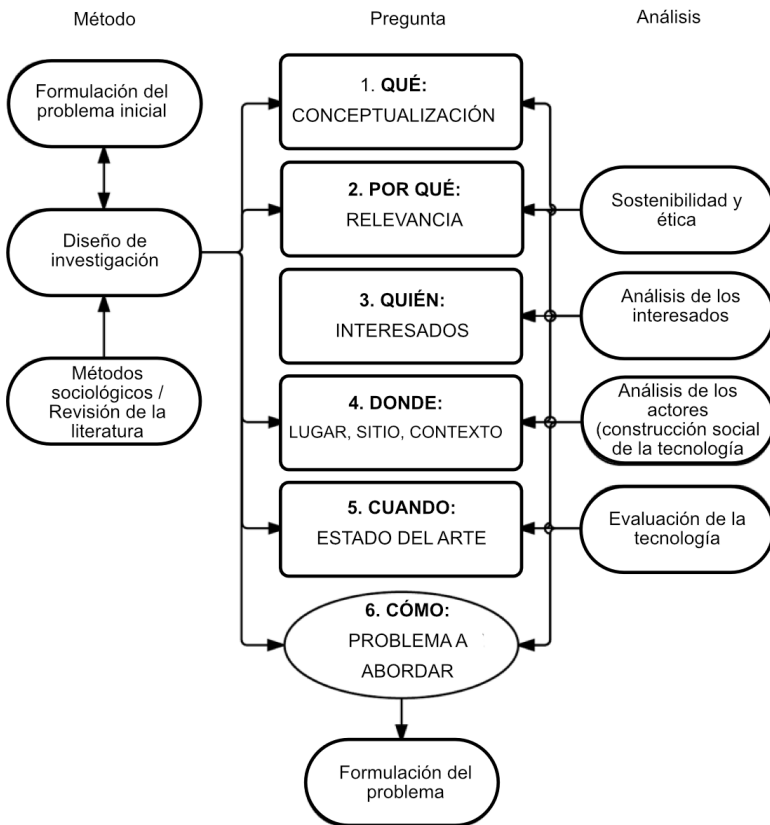 Método
Pregunta
Análisis
Formulación del
problema inicial
Diseño de
investigación
Métodos
sociológicos /
Revisión de la
literatura
1. QUÉ:
CONCEPTUALIZACIÓN
2. POR QUÉ:
RELEVANCIA
3. QUIÉN:
INTERESADOS
4. DONDE:
LUGAR, SITIO, CONTEXTO
5. CUANDO:
ESTADO DEL ARTE
6. CÓMO:
PROBLEMA A
ABORDAR
Formulación del
problema
Sostenibilidad y
ética
Análisis de los
interesados
Análisis de los
actores
(construcción social
de la tecnología
Evaluación de la
tecnología